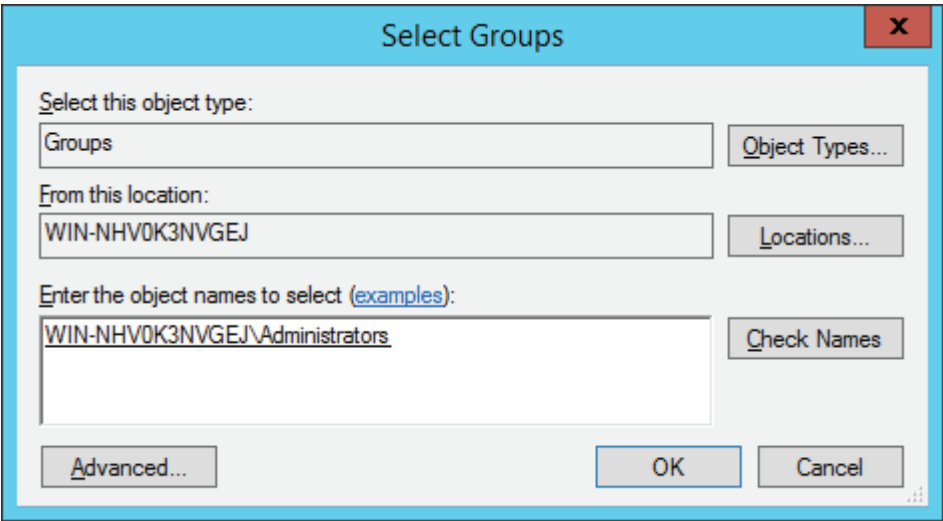 Select Groups
x
Select this object type:
Groups
Object Types...
From this location:
WIN-NHV0K3NVGEJ
Locations...
Enter the object names to select (examples):
WIN-NHV0K3NVGEJ\Administrators
Check Names
Advanced...
OK
Cancel